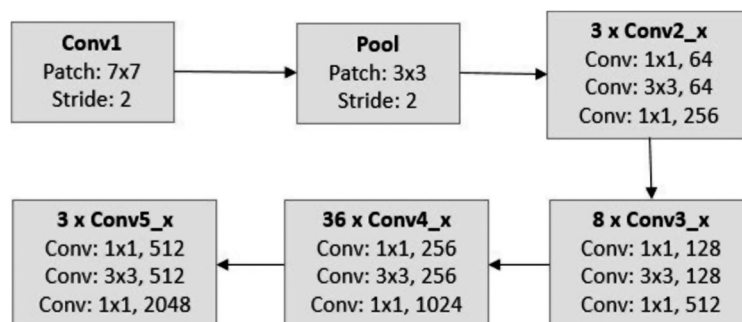 Conv1
Patch: 7x7
Stride: 2
Pool
Patch: 3x3
Stride: 2
3 x Conv2_x
Conv: 1x1, 64
Conv: 3x3, 64
Conv: 1x1, 256
8 x Conv3_x
Conv: 1x1, 128
Conv: 3x3, 128
Conv: 1x1, 512
36 x Conv4_x
Conv: 1x1, 256
Conv: 3x3, 256
Conv: 1x1, 1024
3 x Conv5_x
Conv: 1x1, 512
Conv: 3x3, 512
Conv: 1x1, 2048